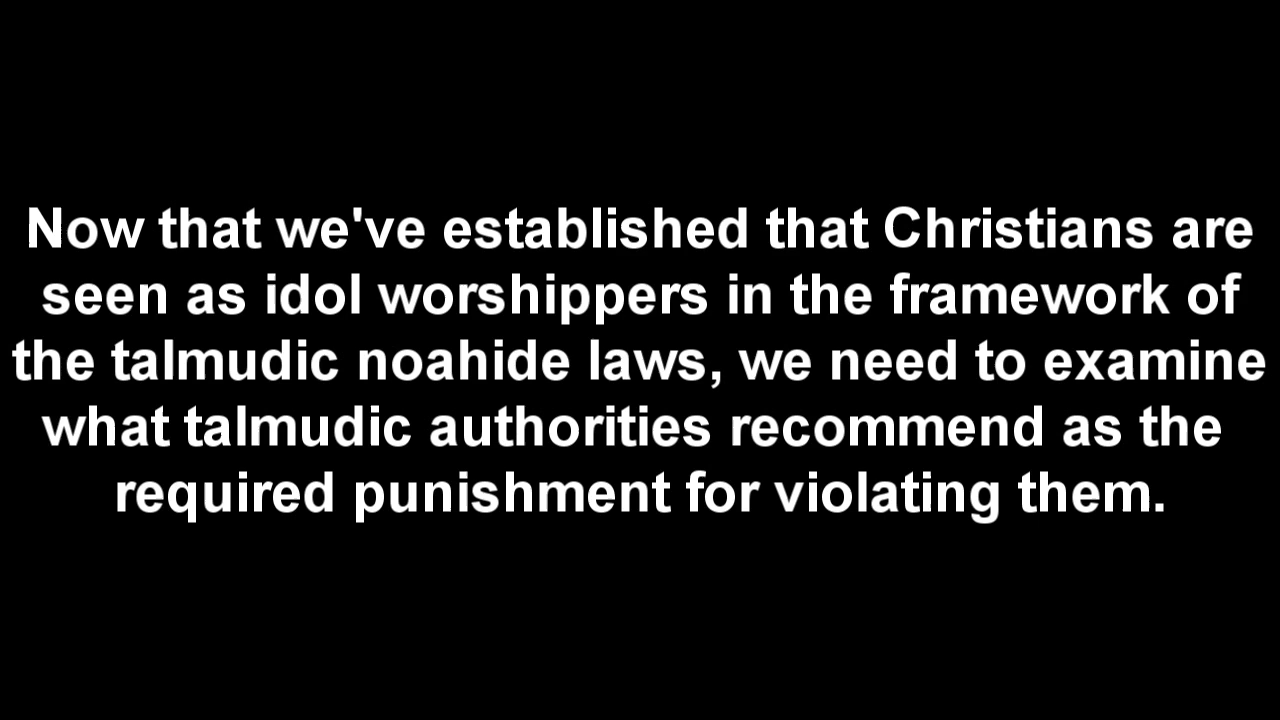 Now that we've established that Christians are
seen as idol worshippers in the framework of
the talmudic noahide laws, we need to examine
what talmudic authorities recommend as the
required punishment for violating them.